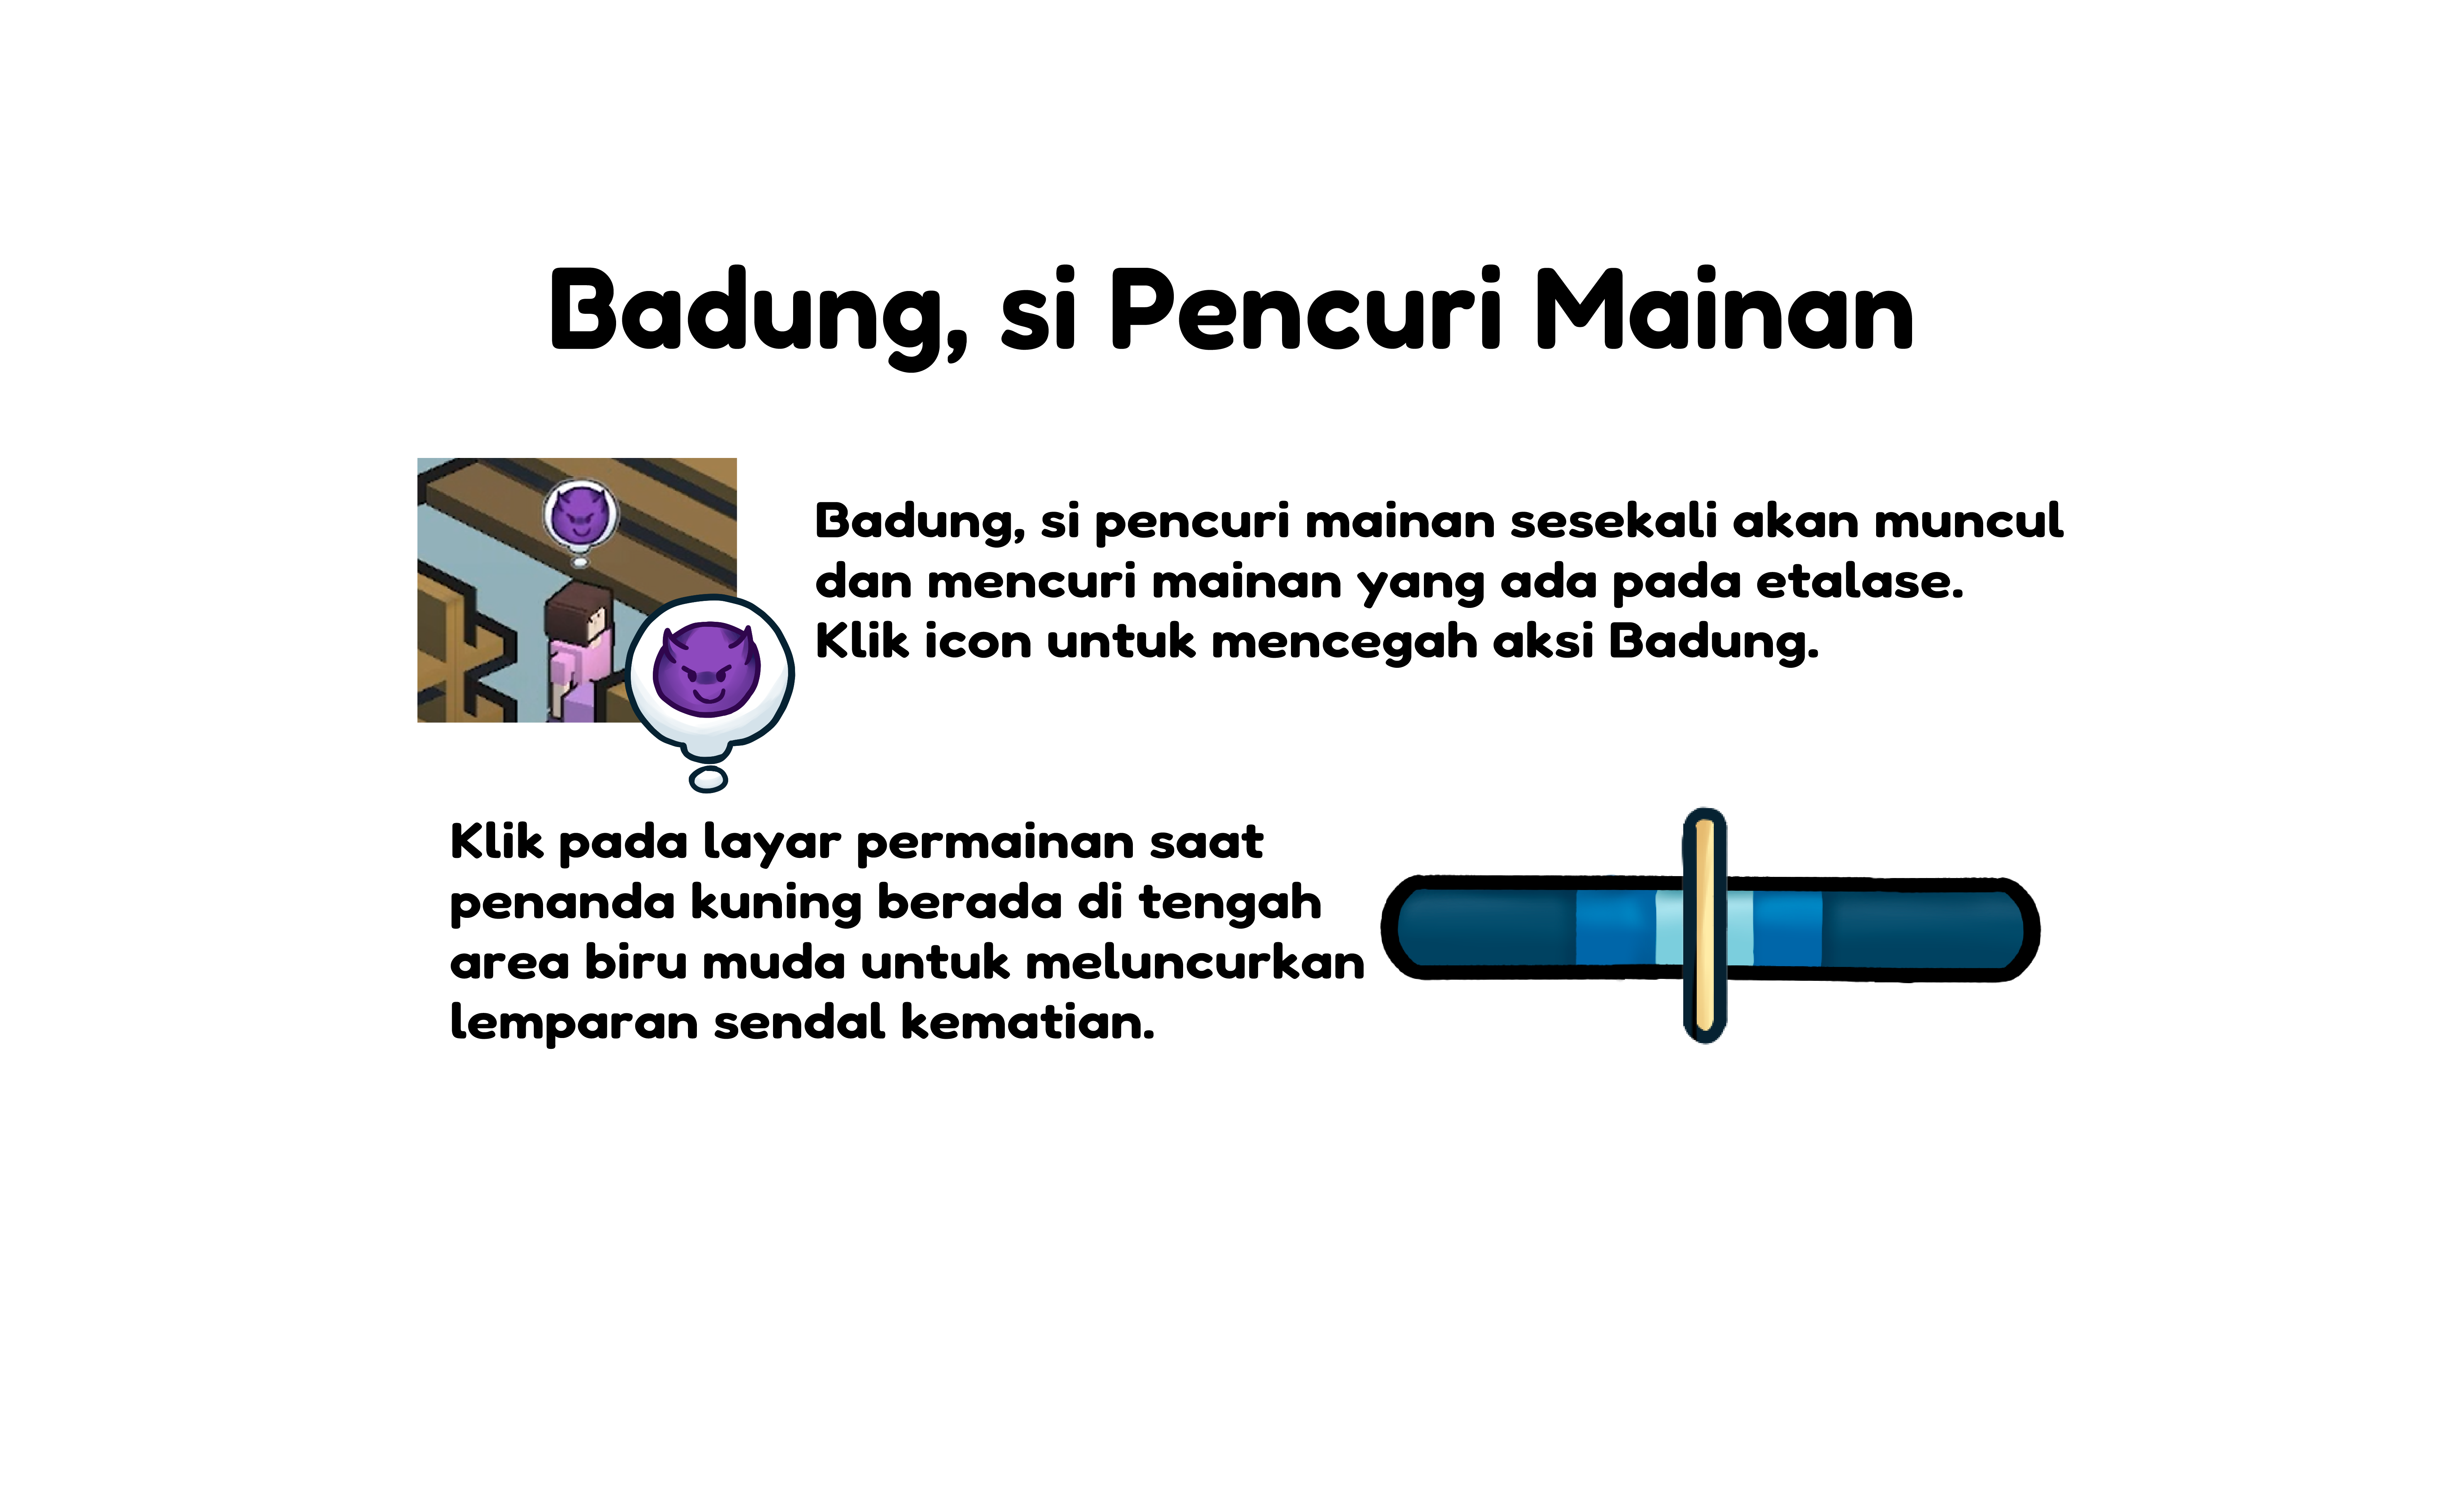 Badung, si Pencuri Mainan
Badung, si pencuri mainan sesekali akan muncul
dan mencuri mainan yang ada pada etalase.
Klik icon untuk mencegah aksi Badung.
Klik pada layar permainan saat
penanda kuning berada di tengah
area biru muda untuk meluncurkan
lemparan sendal kematian.